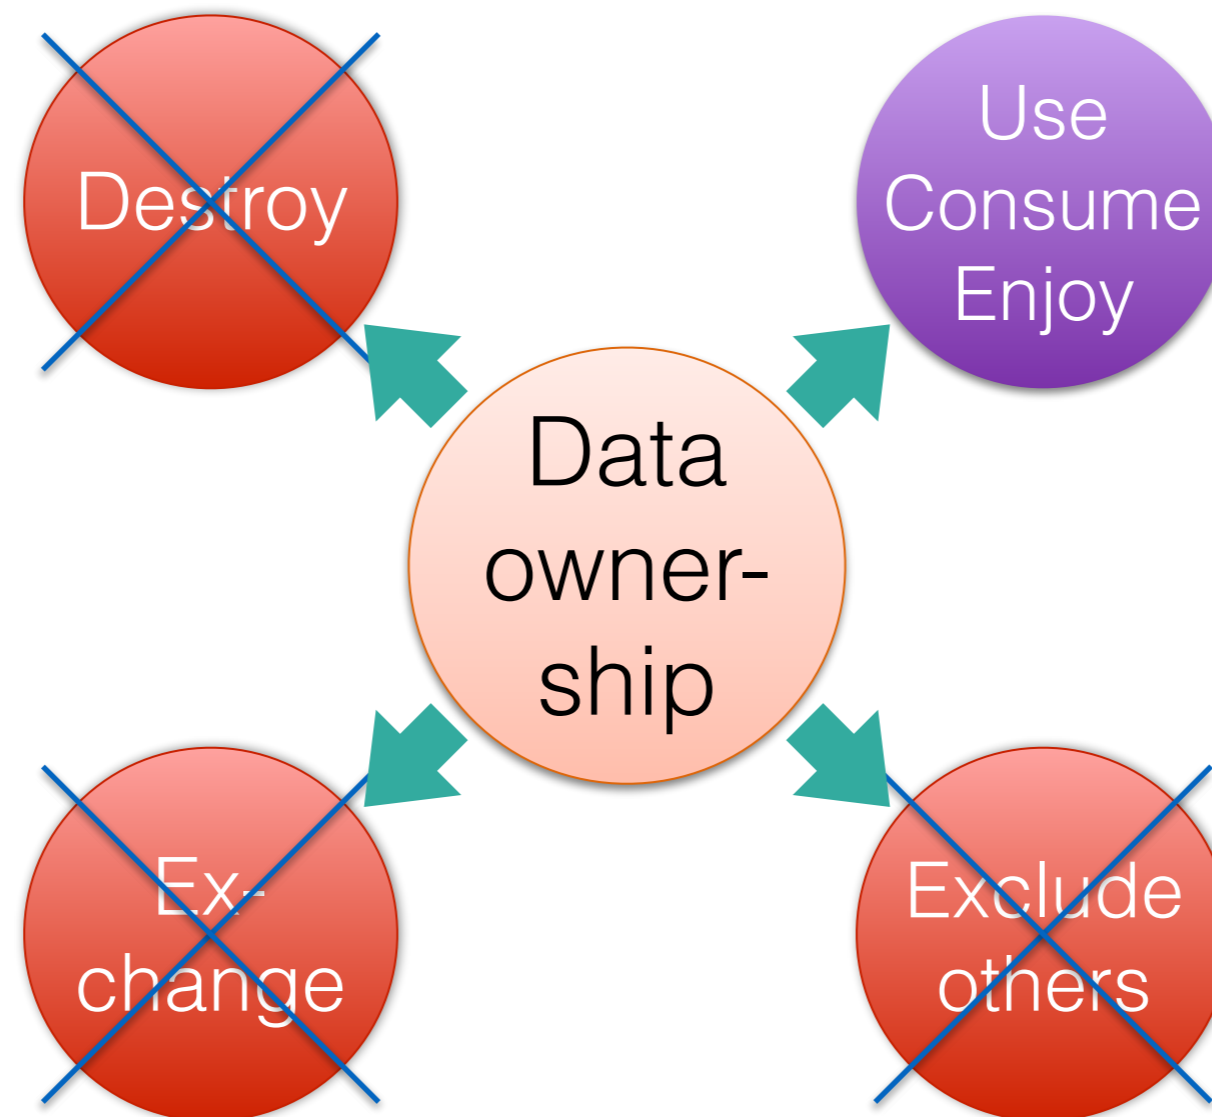 Destroy
Use
Consume
Enjoy
Data
owner-
ship
Ex-
change
Exclude
others